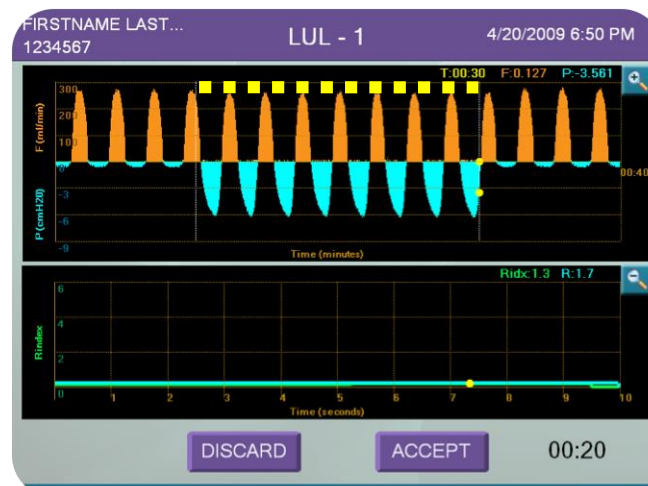 FIRSTNAME LAST... LUL - 1 4/20/2009 6:50 PM
1234567
T:00:30 F:0.127 P:-3.561
300
200
100
0
F (ml/min)
00:40
-3
-6
-9
P (cmH20)
Time (minutes)
Ridx:1.3 R:1.7
6
4
2
0
Rindex
1 2 3 4 5 6 7 8 9 10
Time (seconds)
DISCARD ACCEPT 00:20